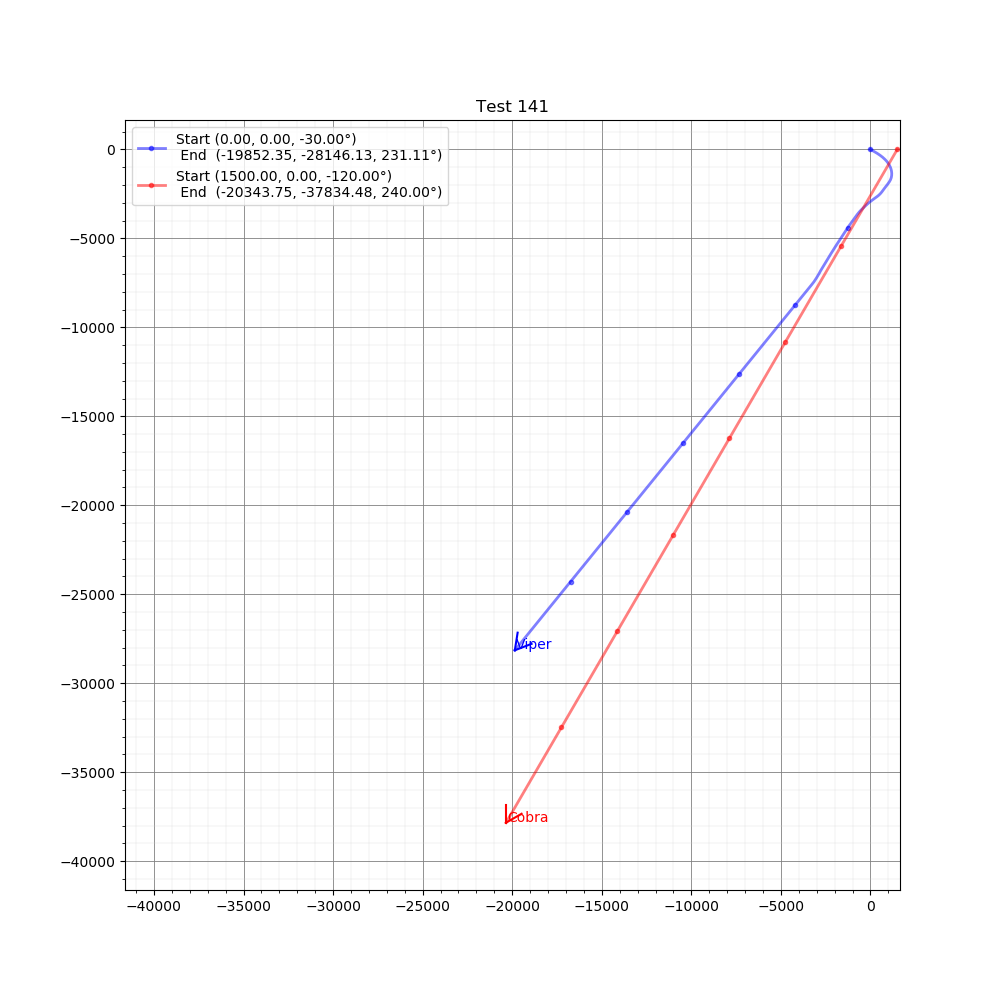 Test 141
Start (0.00, 0.00, -30.00°)
End  (-19852.35, -28146.13, 231.11°)
Start (1500.00, 0.00, -120.00°)
End  (-20343.75, -37834.48, 240.00°)
0
−5000
−10000
−15000
−20000
−25000
−30000
−35000
−40000
Viper
Cobra
−40000
−35000
−30000
−25000
−20000
−15000
−10000
−5000
0